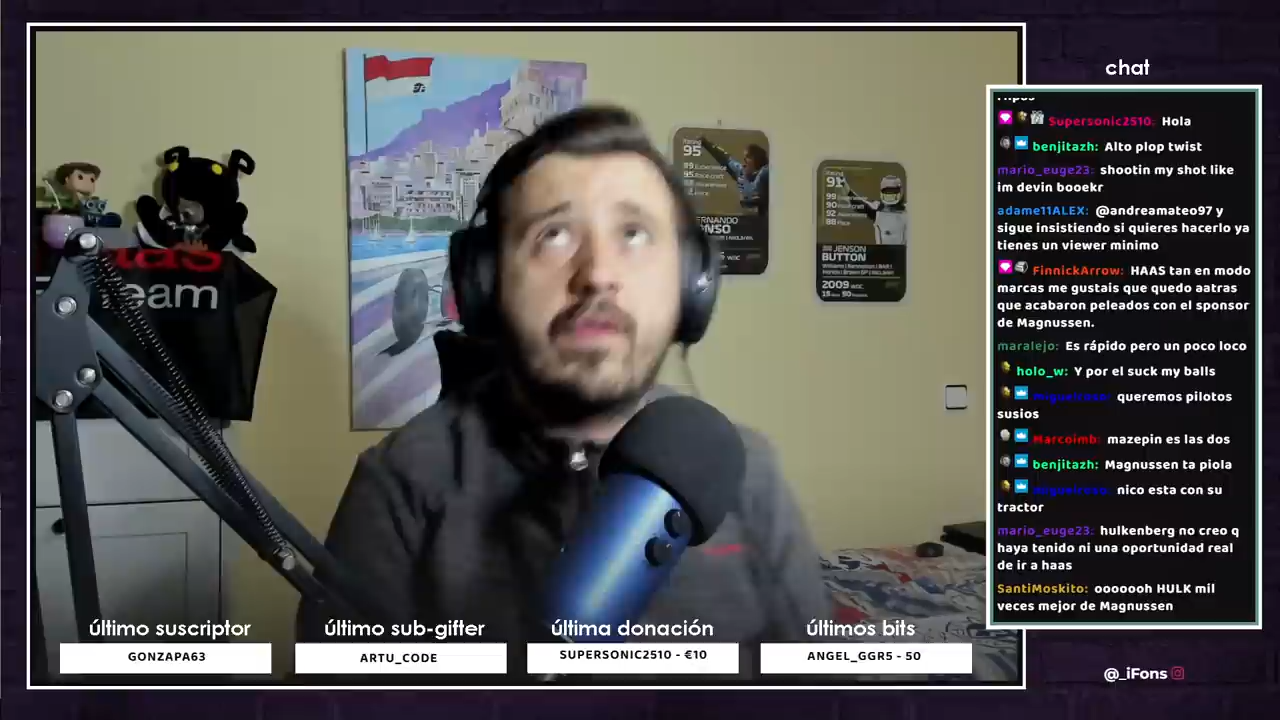 chat
Supersonic2510: Hola
benjitazh: Alto plop twist
mario_euge23: shootin my shot like
im devin booekr
adame11ALEX: @andreamateo97 y
sigue insistiendo si quieres hacerlo ya
tienes un viewer minimo
FinnickArrow: HAAS tan en modo
marcas me gustais que quedo aatras
que acabaron peleados con el sponsor
de Magnussen.
maralejo: Es rápido pero un poco loco
holo_w: Y por el suck my balls
queremos pilotos
susios
Marcoimb: mazepin es las dos
benjitazh: Magnussen ta piola
nico esta con su
tractor
mario_euge23: hulkenberg no creo q
haya tenido ni una oportunidad real
de ir a haas
SantiMoskito: ooooooh HULK mil
veces mejor de Magnussen
@_iFons
95
91
JENSON
BUTTON
2009 WDC
team
último suscriptor
GONZAPA63
último sub-gifter
ARTU_CODE
última donación
SUPERSONIC2510 - €10
últimos bits
ANGEL_GGR5 - 50